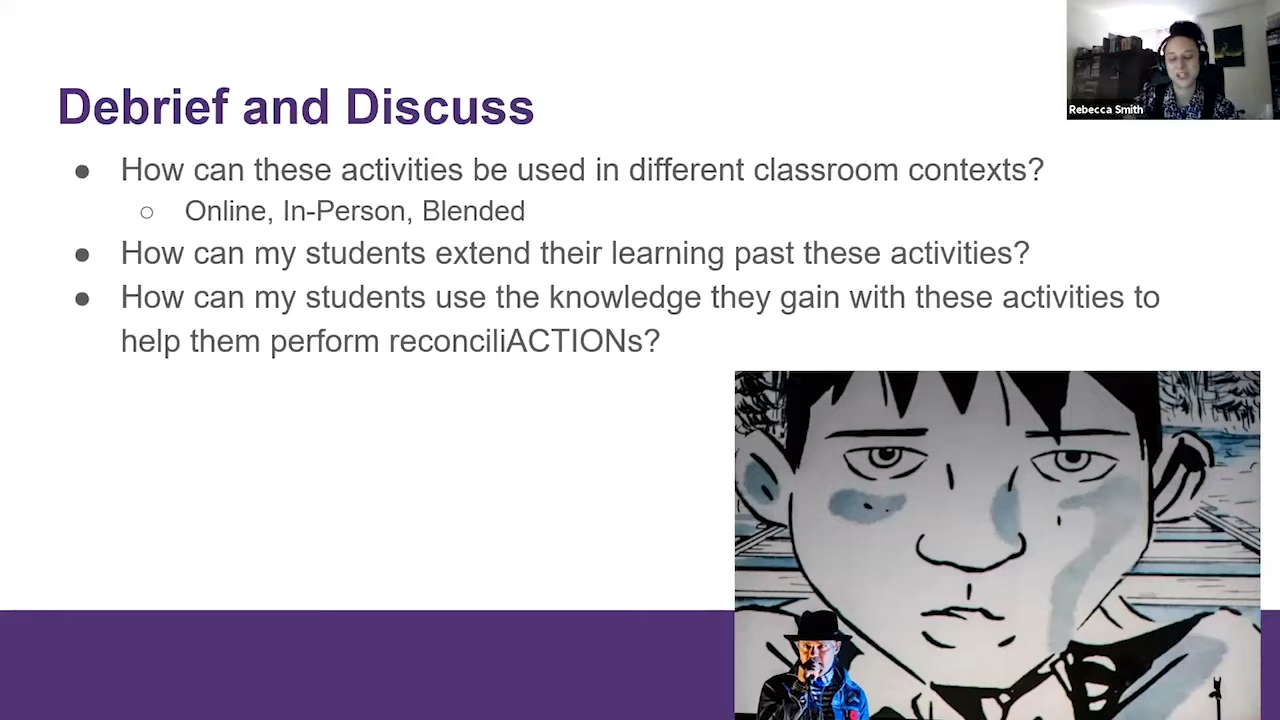 Debrief and Discuss
● How can these activities be used in different classroom contexts?
○ Online, In-Person, Blended
● How can my students extend their learning past these activities?
● How can my students use the knowledge they gain with these activities to
help them perform reconciliACTIONs?
Rebecca Smith